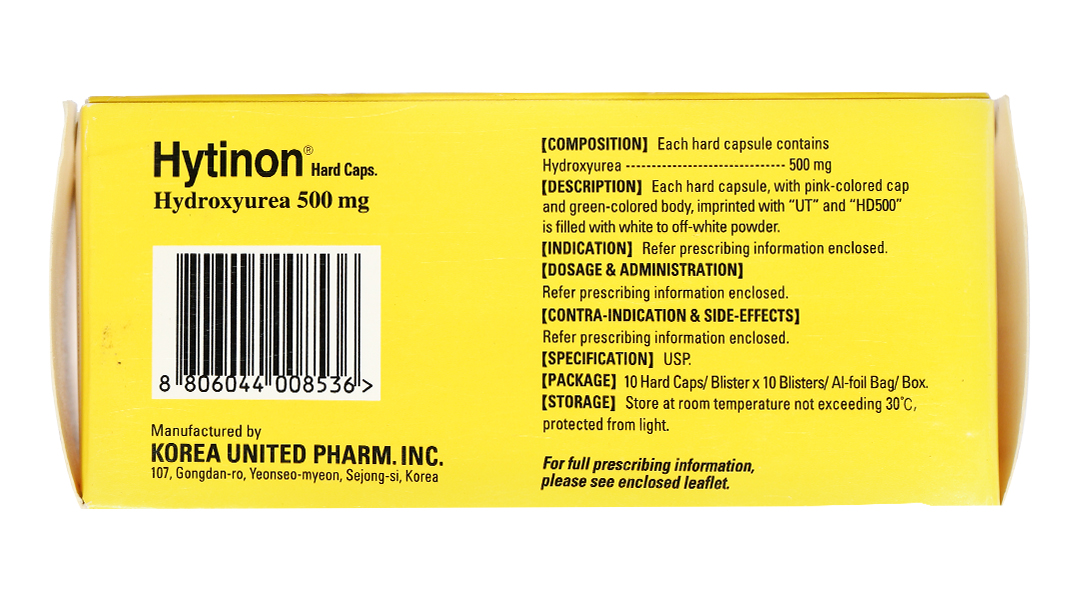 Hytinon® Hard Caps.
Hydroxyurea 500 mg
8 806044 008536 >
Manufactured by
KOREA UNITED PHARM. INC.
107, Gongdan-ro, Yeonseo-myeon, Sejong-si, Korea
【COMPOSITION】 Each hard capsule contains
Hydroxyurea ------------------------------- 500 mg
【DESCRIPTION】 Each hard capsule, with pink-colored cap
and green-colored body, imprinted with “UT” and “HD500”
is filled with white to off-white powder.
【INDICATION】 Refer prescribing information enclosed.
【DOSAGE & ADMINISTRATION】
Refer prescribing information enclosed.
【CONTRA-INDICATION & SIDE-EFFECTS】
Refer prescribing information enclosed.
【SPECIFICATION】 USP.
【PACKAGE】 10 Hard Caps/ Blister x 10 Blisters/ Al-foil Bag/ Box.
【STORAGE】 Store at room temperature not exceeding 30℃,
protected from light.
For full prescribing information,
please see enclosed leaflet.